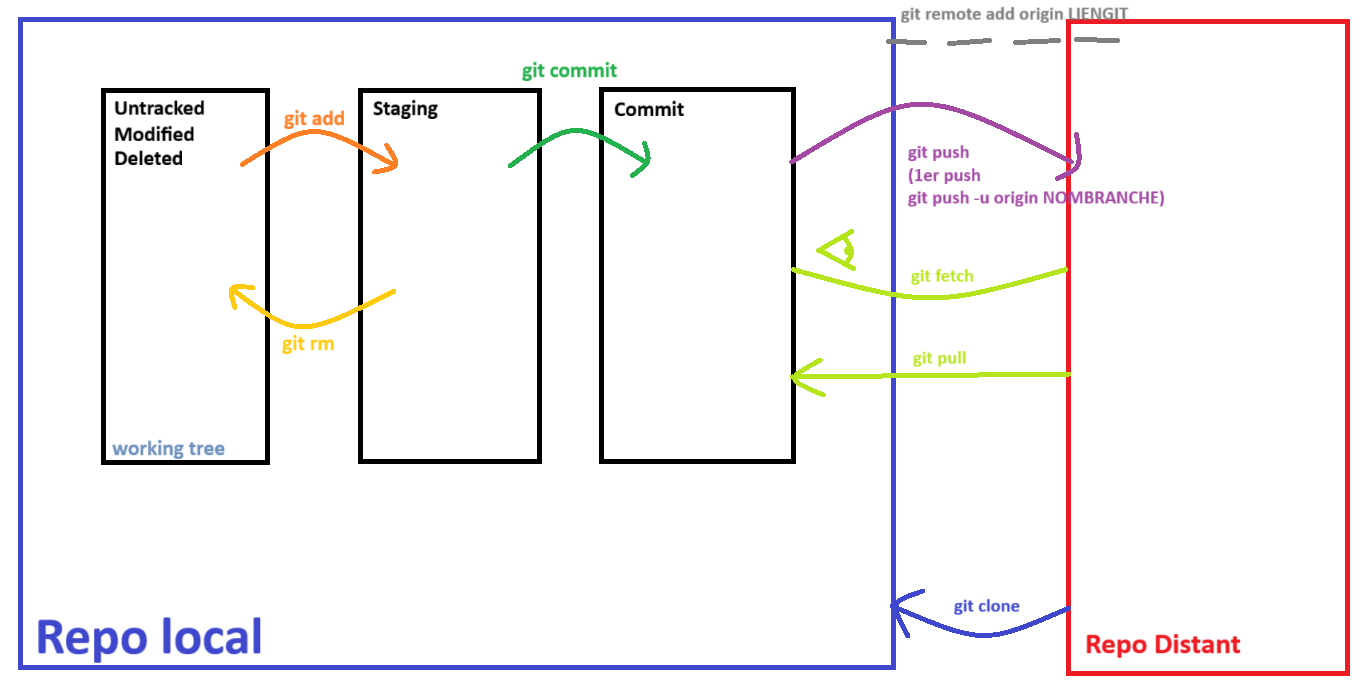 git remote add origin LIENGIT
git commit
Untracked
Modified
Deleted
git add
Staging
Commit
git push
(1er push
git push -u origin NOMBRANCHE)
git fetch
git rm
git pull
working tree
git clone
Repo local
Repo Distant